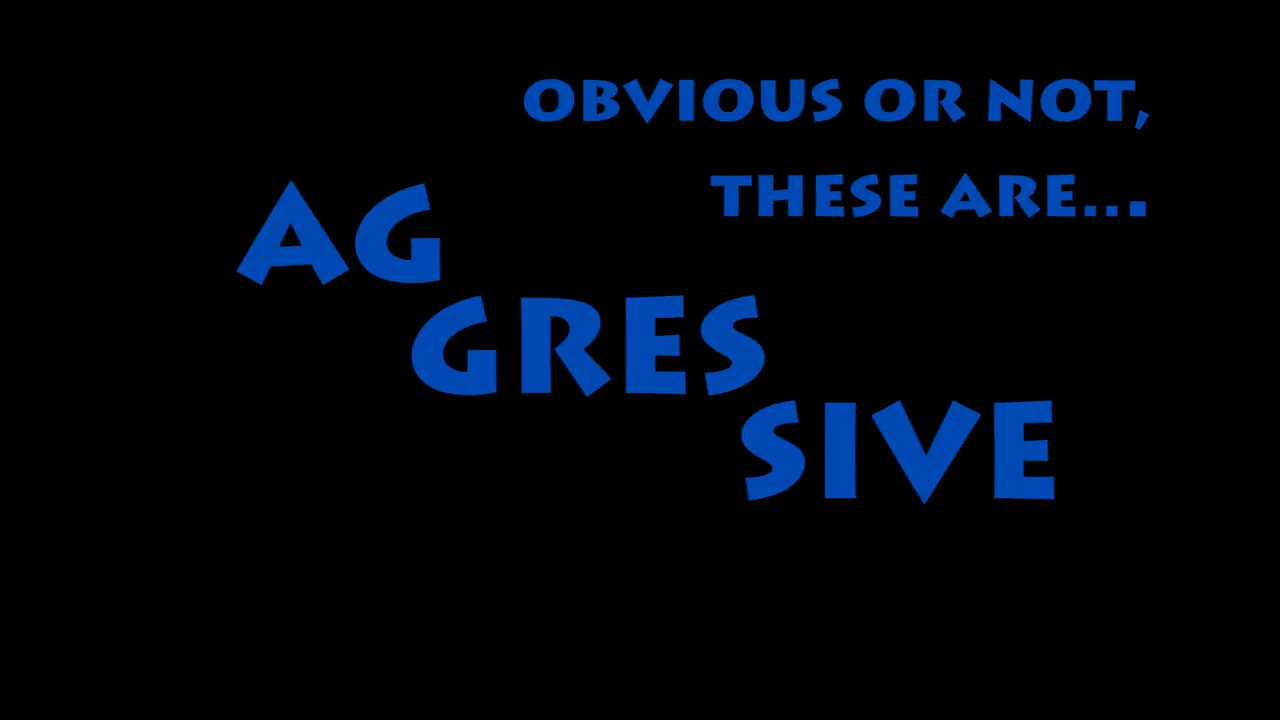 OBVIOUS OR NOT,
THESE ARE...
AG
GRES
SIVE